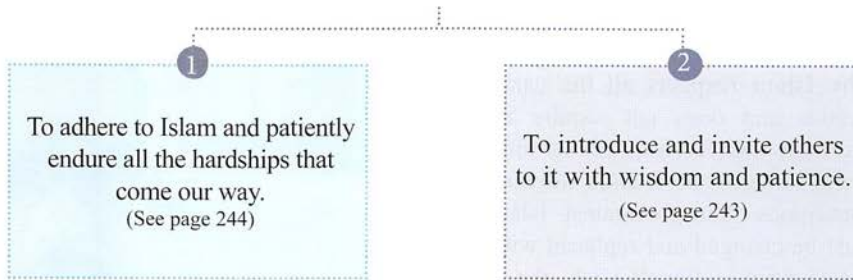 1
To adhere to Islam and patiently
endure all the hardships that
come our way.
(See page 244)
2
To introduce and invite others
to it with wisdom and patience.
(See page 243)